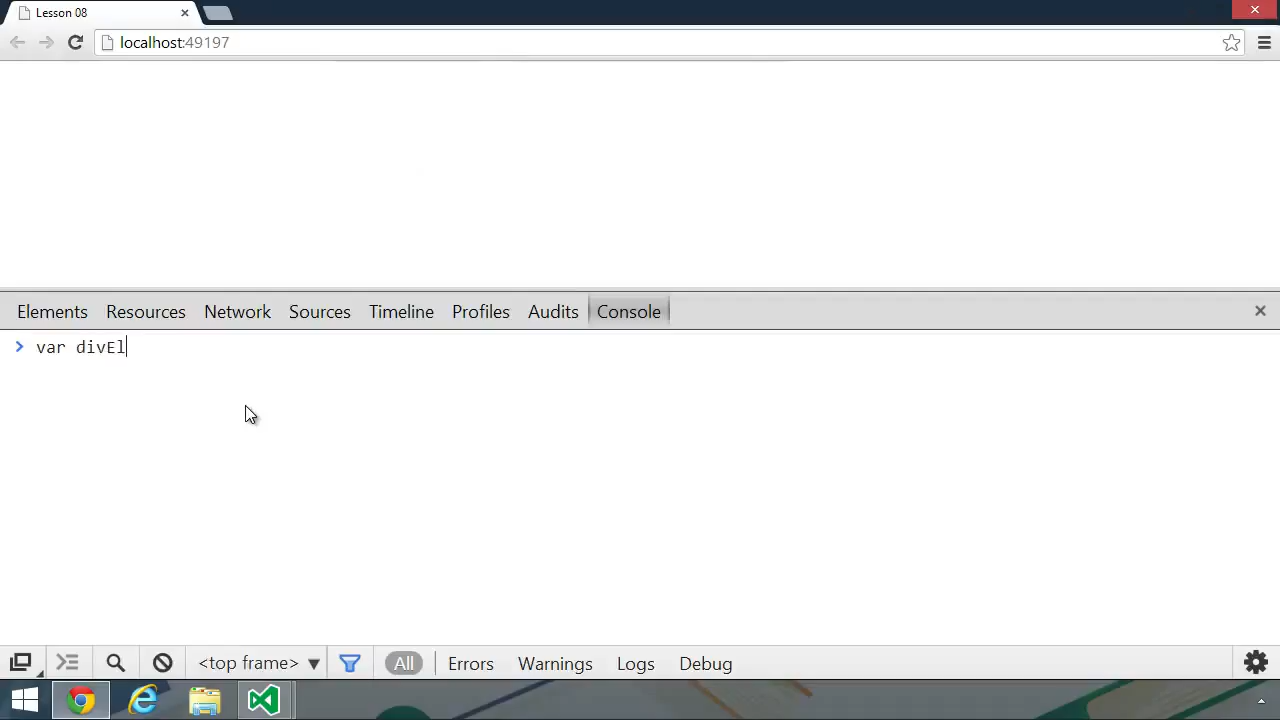 Lesson 08
localhost:49197
Elements Resources Network Sources Timeline Profiles Audits Console
> var divEl
<top frame> All Errors Warnings Logs Debug